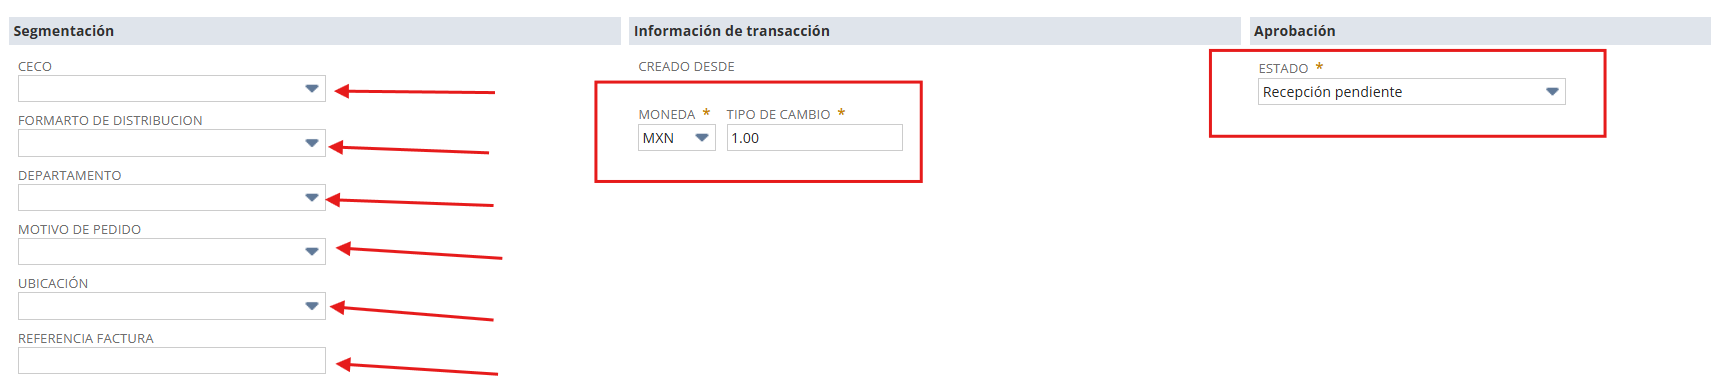 Segmentación
CECO
FORMARTO DE DISTRIBUCION
DEPARTAMENTO
MOTIVO DE PEDIDO
UBICACIÓN
REFERENCIA FACTURA
Información de transacción
CREADO DESDE
MONEDA * TIPO DE CAMBIO *
MXN 1.00
Aprobación
ESTADO *
Recepción pendiente